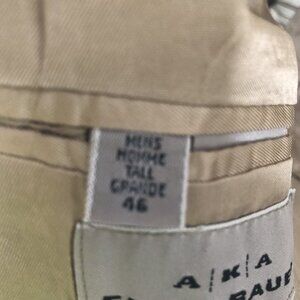 MENS
HOMME
TALL
GRANDE
46
A|K|A